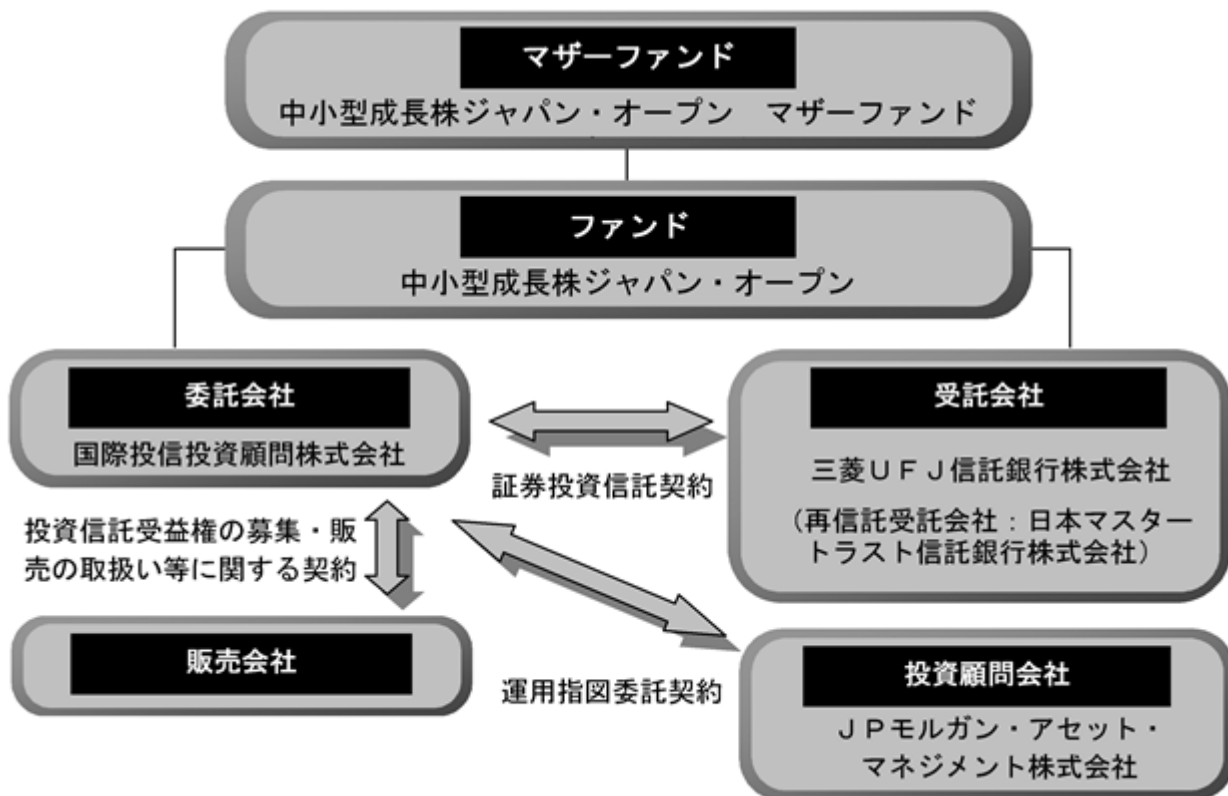 マザーファンド
中小型成長株ジャパン・オープン　マザーファンド
ファンド
中小型成長株ジャパン・オープン
委託会社
国際投信投資顧問株式会社
受託会社
三菱ＵＦＪ信託銀行株式会社
（再信託受託会社：日本マスター
トラスト信託銀行株式会社）
証券投資信託契約
投資信託受益権の募集・販
売の取扱い等に関する契約
販売会社
運用指図委託契約
投資顧問会社
ＪＰモルガン・アセット・
マネジメント株式会社